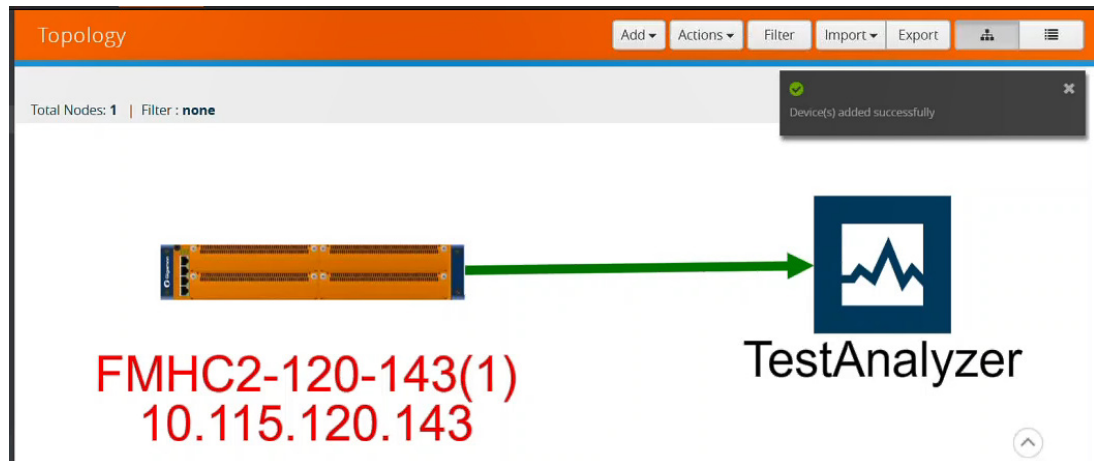 Topology
Add Actions Filter Import Export
Total Nodes: 1 | Filter : none
Device(s) added successfully
FMHC2-120-143(1)
10.115.120.143
TestAnalyzer